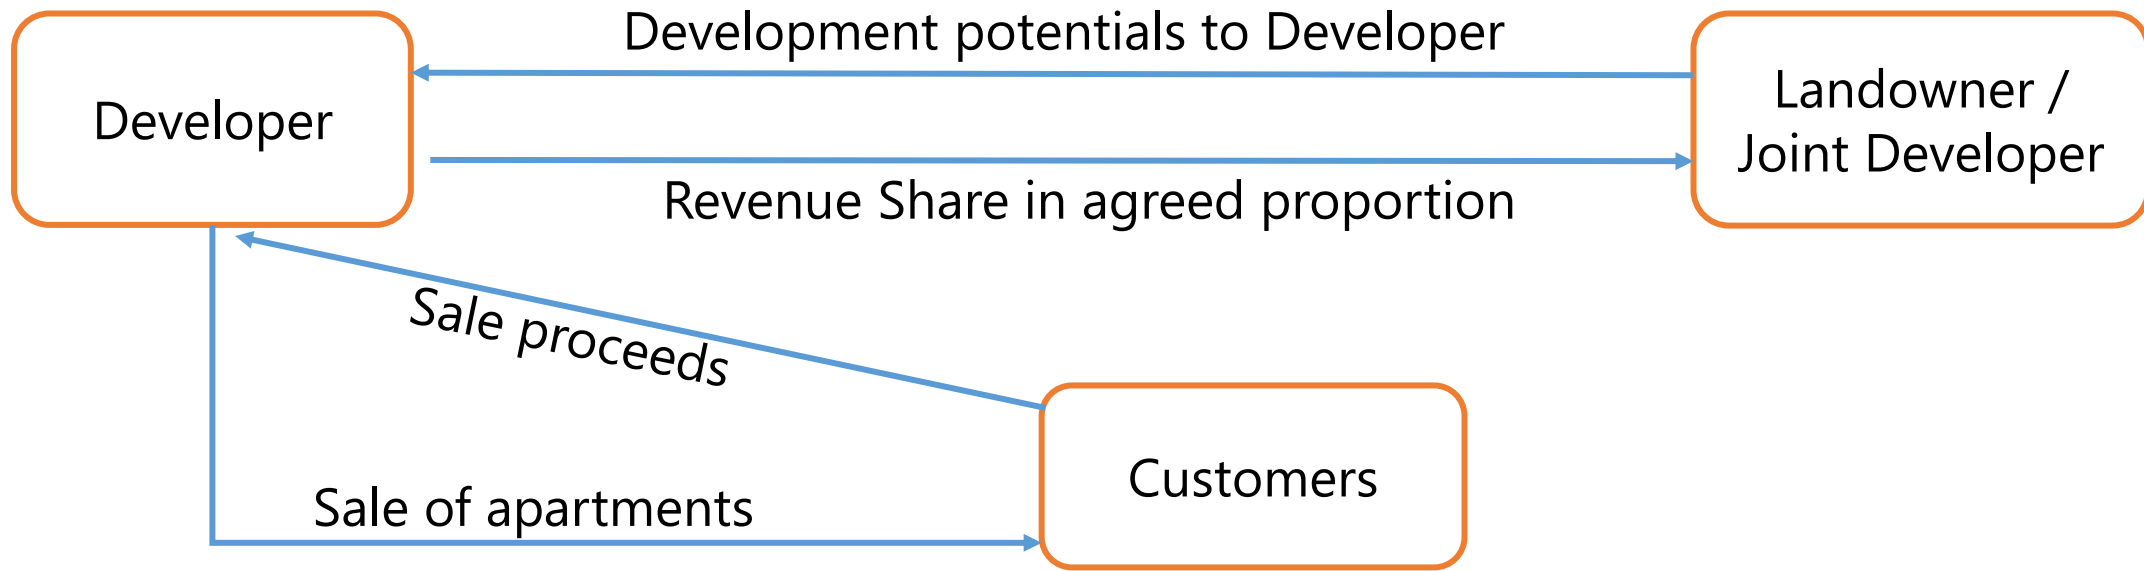 Development potentials to Developer
Developer
Landowner /
Joint Developer
Revenue Share in agreed proportion
Sale proceeds
Customers
Sale of apartments